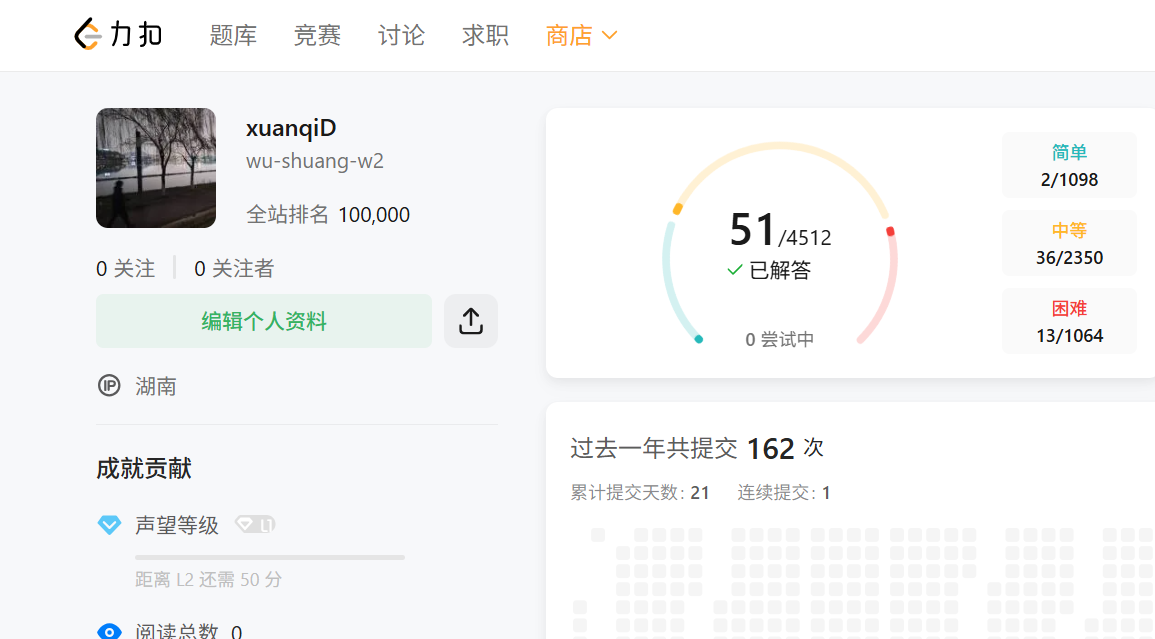 力扣 题库 竞赛 讨论 求职 商店
xuanqiD
wu-shuang-w2
全站排名 100,000
0 关注 0 关注者
编辑个人资料
IP 湖南
成就贡献
声望等级 L1
距离 L2 还需 50 分
阅读总数 0
51/4512
已解答
0 尝试中
简单
2/1098
中等
36/2350
困难
13/1064
过去一年共提交 162 次
累计提交天数: 21 连续提交: 1